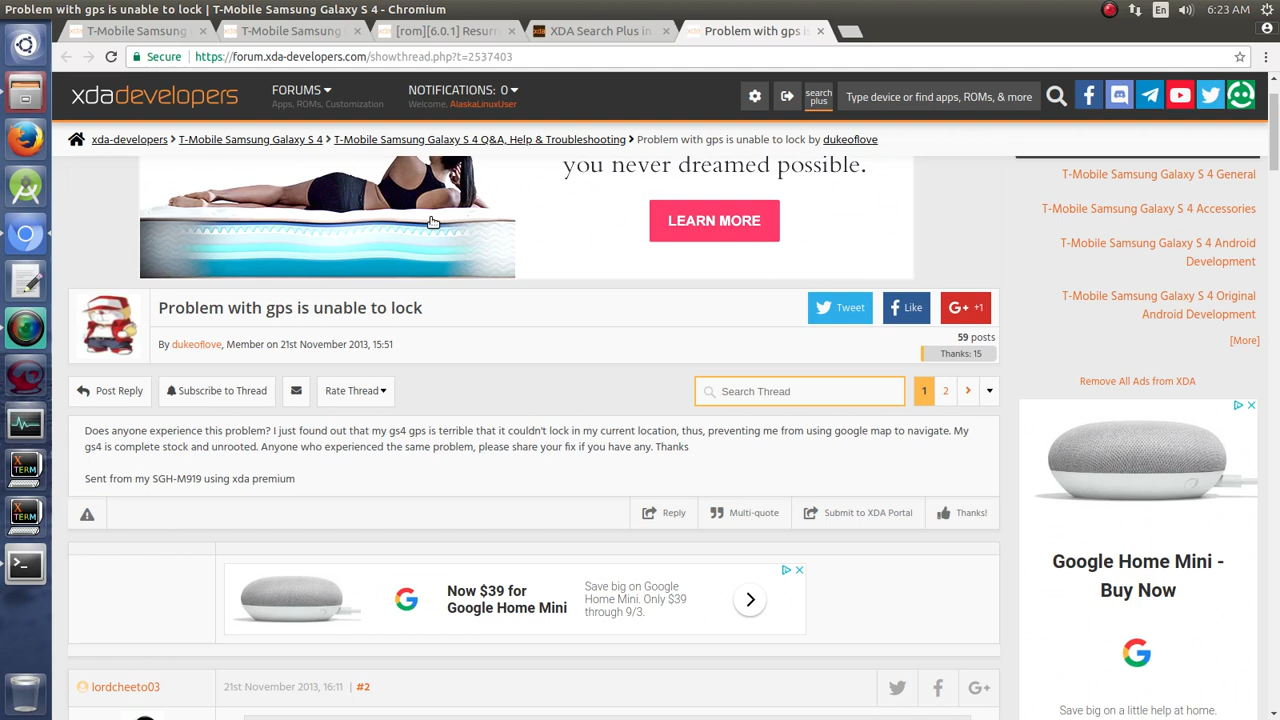 Problem with gps is unable to lock | T-Mobile Samsung Galaxy S 4 - Chromium
En
6:23 AM
T-Mobile Samsung
T-Mobile Samsung
[rom][6.0.1] Resurr
XDA Search Plus in
Problem with gps is
Secure
https://forum.xda-developers.com/showthread.php?t=2537403
xdadevelopers
FORUMS
Apps, ROMs, Customization
NOTIFICATIONS: 0
Welcome, AlaskaLinuxUser
search
plus
Type device or find apps, ROMs, & more
xda-developers
T-Mobile Samsung Galaxy S 4
T-Mobile Samsung Galaxy S 4 Q&A, Help & Troubleshooting
Problem with gps is unable to lock by dukeoflove
you never dreamed possible.
LEARN MORE
T-Mobile Samsung Galaxy S 4 General
T-Mobile Samsung Galaxy S 4 Accessories
T-Mobile Samsung Galaxy S 4 Android
Development
T-Mobile Samsung Galaxy S 4 Original
Android Development
[More]
Remove All Ads from XDA
Problem with gps is unable to lock
Tweet
Like
G+ +1
By dukeoflove, Member on 21st November 2013, 15:51
59 posts
Thanks: 15
Post Reply
Subscribe to Thread
Rate Thread
Search Thread
1
2
Does anyone experience this problem? I just found out that my gs4 gps is terrible that it couldn't lock in my current location, thus, preventing me from using google map to navigate. My
gs4 is complete stock and unrooted. Anyone who experienced the same problem, please share your fix if you have any. Thanks
Sent from my SGH-M919 using xda premium
Reply
Multi-quote
Submit to XDA Portal
Thanks!
Now $39 for
Google Home Mini
Save big on Google
Home Mini. Only $39
through 9/3.
Google Home Mini -
Buy Now
G
Save big on a little help at home.
lordcheeto03
21st November 2013, 16:11 | #2
G+
X
TERM
X
TERM